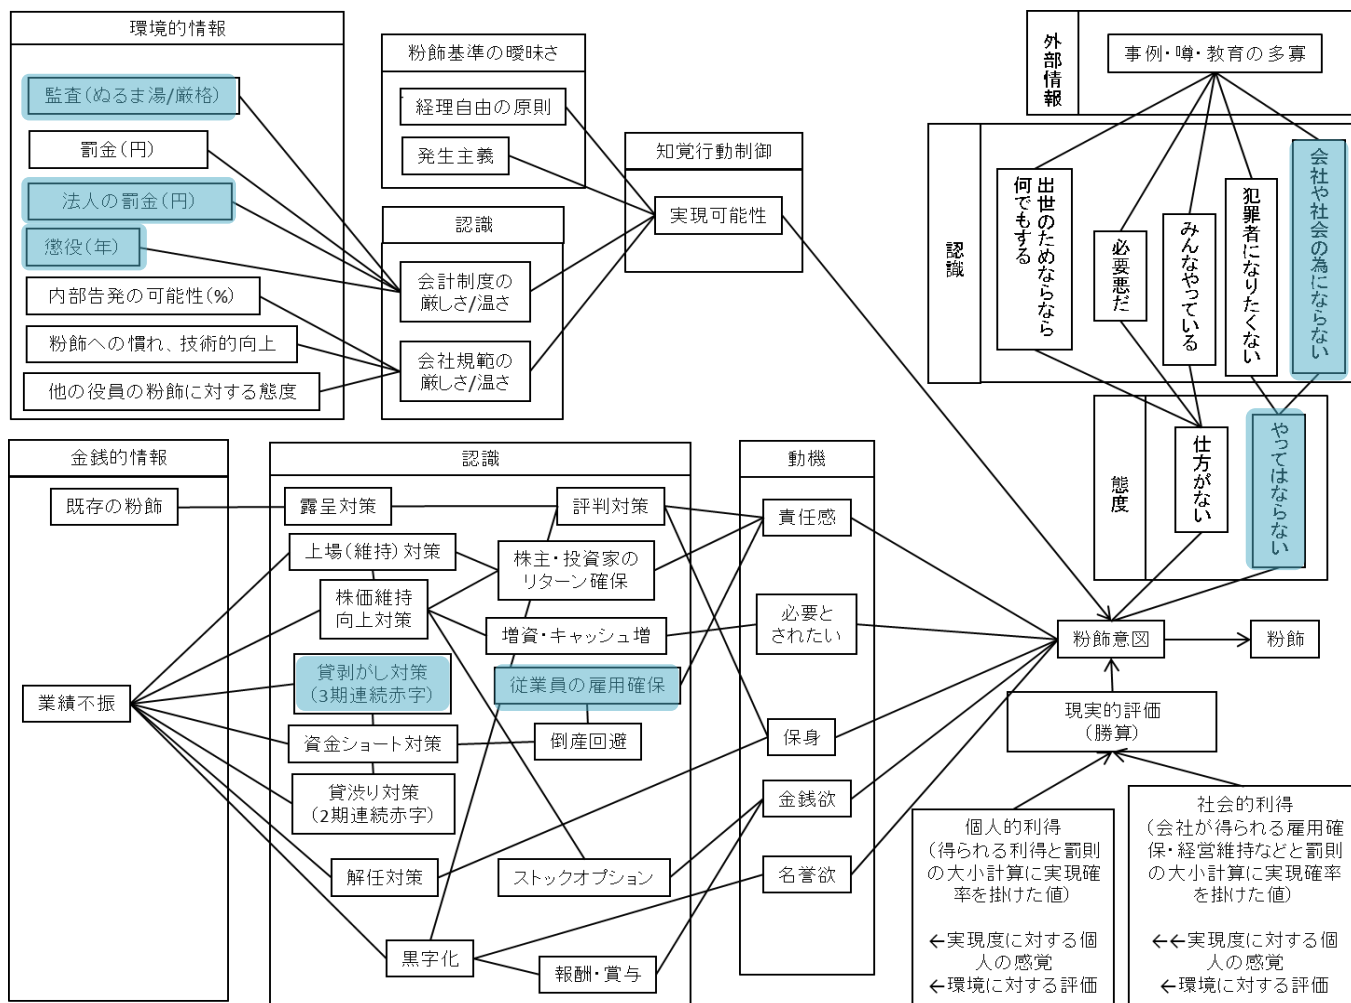 環境的情報
監査(ぬるま湯/厳格)
罰金(円)
法人の罰金(円)
懲役(年)
内部告発の可能性(%)
粉飾への慣れ、技術的向上
他の役員の粉飾に対する態度
粉飾基準の曖昧さ
経理自由の原則
発生主義
認識
会計制度の
厳しさ/温さ
会社規範の
厳しさ/温さ
知覚行動制御
実現可能性
外部情報
事例・噂・教育の多寡
認識
出世のためならなら
何でもする
必要悪だ
みんなやっている
犯罪者になりたくない
会社や社会の為にならない
態度
仕方がない
やってはならない
金銭的情報
既存の粉飾
業績不振
認識
露呈対策
評判対策
上場(維持)対策
株主・投資家の
リターン確保
株価維持
向上対策
増資・キャッシュ増
貸剥がし対策
(3期連続赤字)
従業員の雇用確保
資金ショート対策
倒産回避
貸渋り対策
(2期連続赤字)
解任対策
ストックオプション
黒字化
報酬・賞与
動機
責任感
必要と
されたい
保身
金銭欲
名誉欲
粉飾意図
粉飾
現実的評価
(勝算)
個人的利得
(得られる利得と罰則
の大小計算に実現確
率を掛けた値)
←実現度に対する個
人の感覚
←環境に対する評価
社会的利得
(会社が得られる雇用確
保・経営維持などと罰則
の大小計算に実現確率
を掛けた値)
←←実現度に対する個
人の感覚
←環境に対する評価